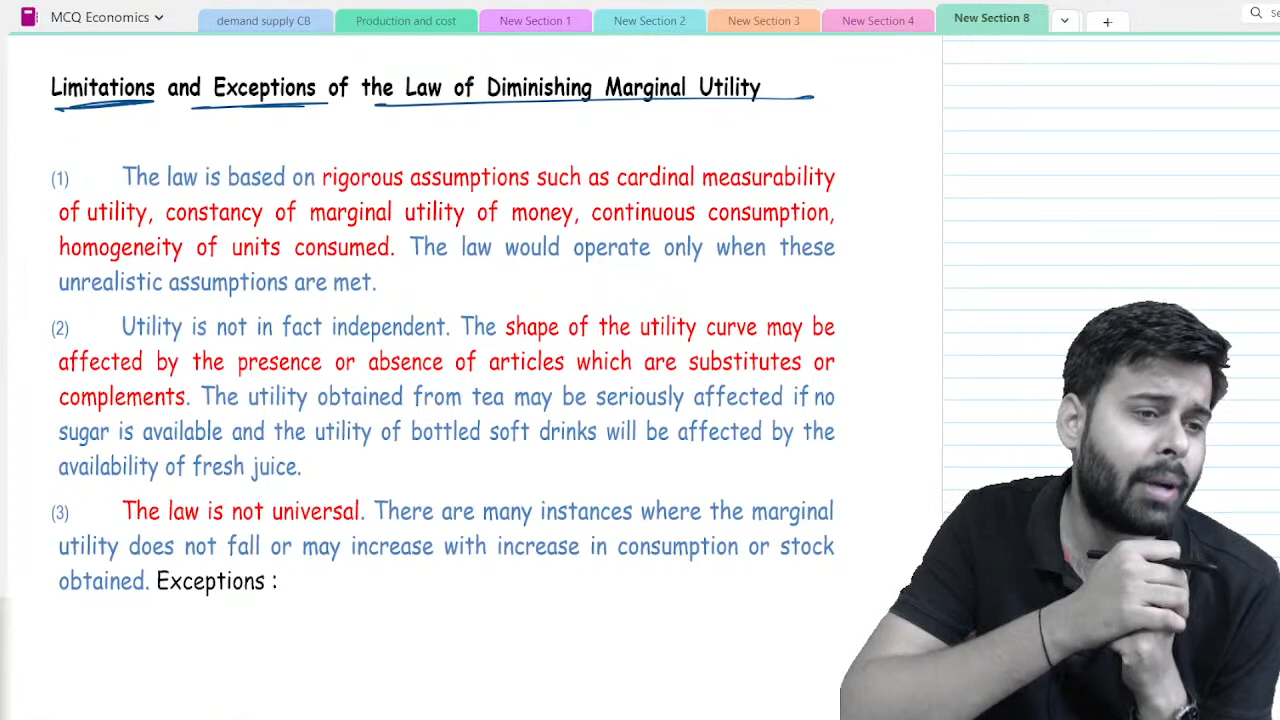 MCQ Economics
demand supply CB
Production and cost
New Section 1
New Section 2
New Section 3
New Section 4
New Section 8
Limitations and Exceptions of the Law of Diminishing Marginal Utility
(1) The law is based on rigorous assumptions such as cardinal measurability
of utility, constancy of marginal utility of money, continuous consumption,
homogeneity of units consumed. The law would operate only when these
unrealistic assumptions are met.
(2) Utility is not in fact independent. The shape of the utility curve may be
affected by the presence or absence of articles which are substitutes or
complements. The utility obtained from tea may be seriously affected if no
sugar is available and the utility of bottled soft drinks will be affected by the
availability of fresh juice.
(3) The law is not universal. There are many instances where the marginal
utility does not fall or may increase with increase in consumption or stock
obtained. Exceptions :